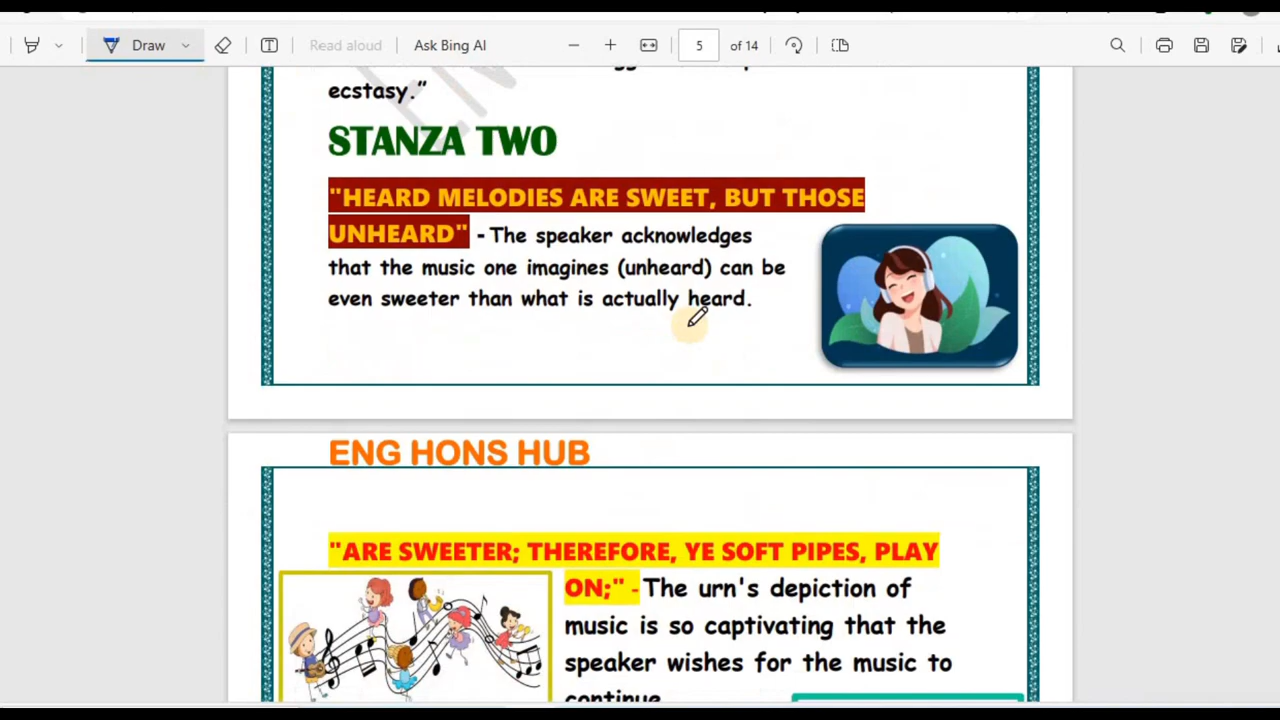 Draw
Read aloud
Ask Bing AI
5
of 14
ecstasy.”
STANZA TWO
"HEARD MELODIES ARE SWEET, BUT THOSE
UNHEARD" - The speaker acknowledges
that the music one imagines (unheard) can be
even sweeter than what is actually heard.
ENG HONS HUB
"ARE SWEETER; THEREFORE, YE SOFT PIPES, PLAY
ON;" - The urn's depiction of
music is so captivating that the
speaker wishes for the music to
continue